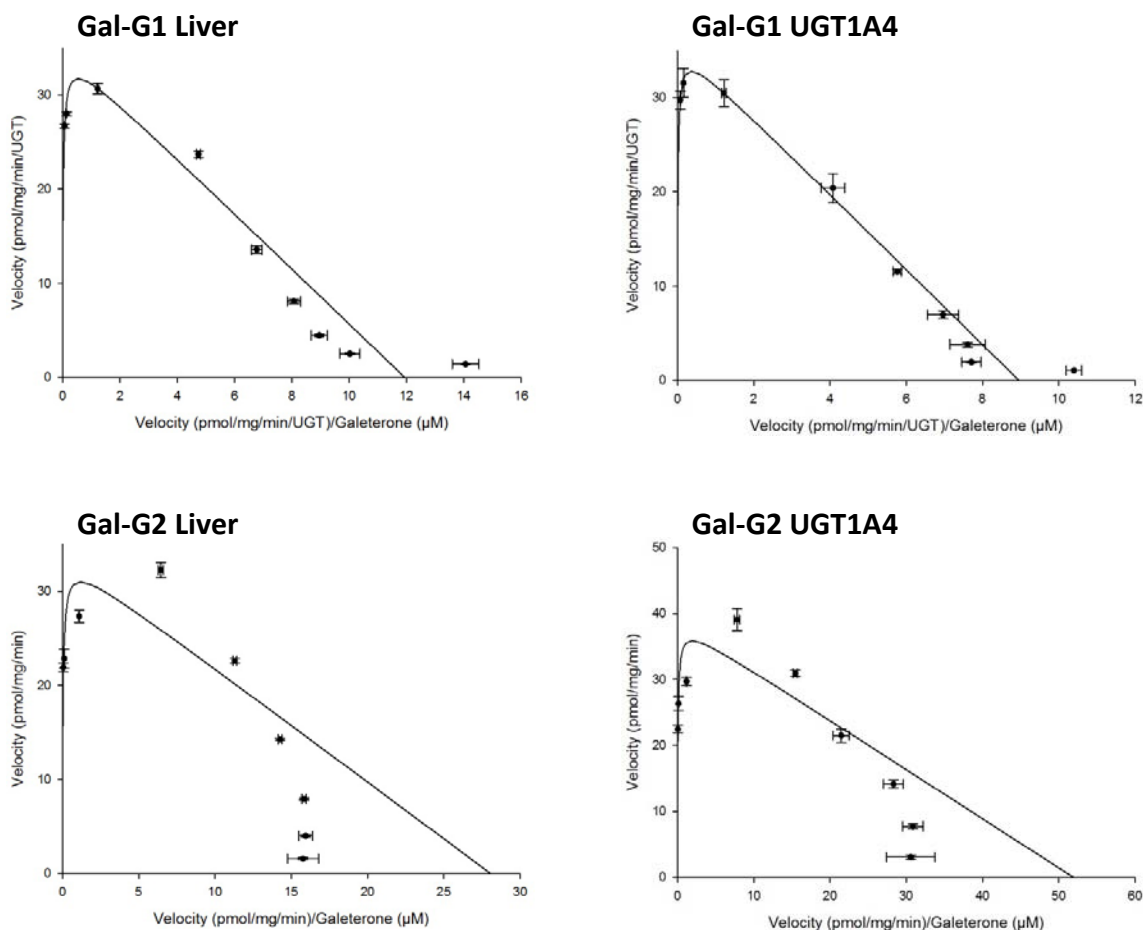 Gal-G1 Liver
Velocity (pmol/mg/min/UGT)
30
20
10
0
0 2 4 6 8 10 12 14 16
Velocity (pmol/mg/min/UGT)/Galeterone (µM)
Gal-G1 UGT1A4
Velocity (pmol/mg/min/UGT)
30
20
10
0
0 2 4 6 8 10 12
Velocity (pmol/mg/min/UGT)/Galeterone (µM)
Gal-G2 Liver
Velocity (pmol/mg/min)
30
20
10
0
0 5 10 15 20 25 30
Velocity (pmol/mg/min)/Galeterone (µM)
Gal-G2 UGT1A4
Velocity (pmol/mg/min)
50
40
30
20
10
0
0 10 20 30 40 50 60
Velocity (pmol/mg/min)/Galeterone (µM)